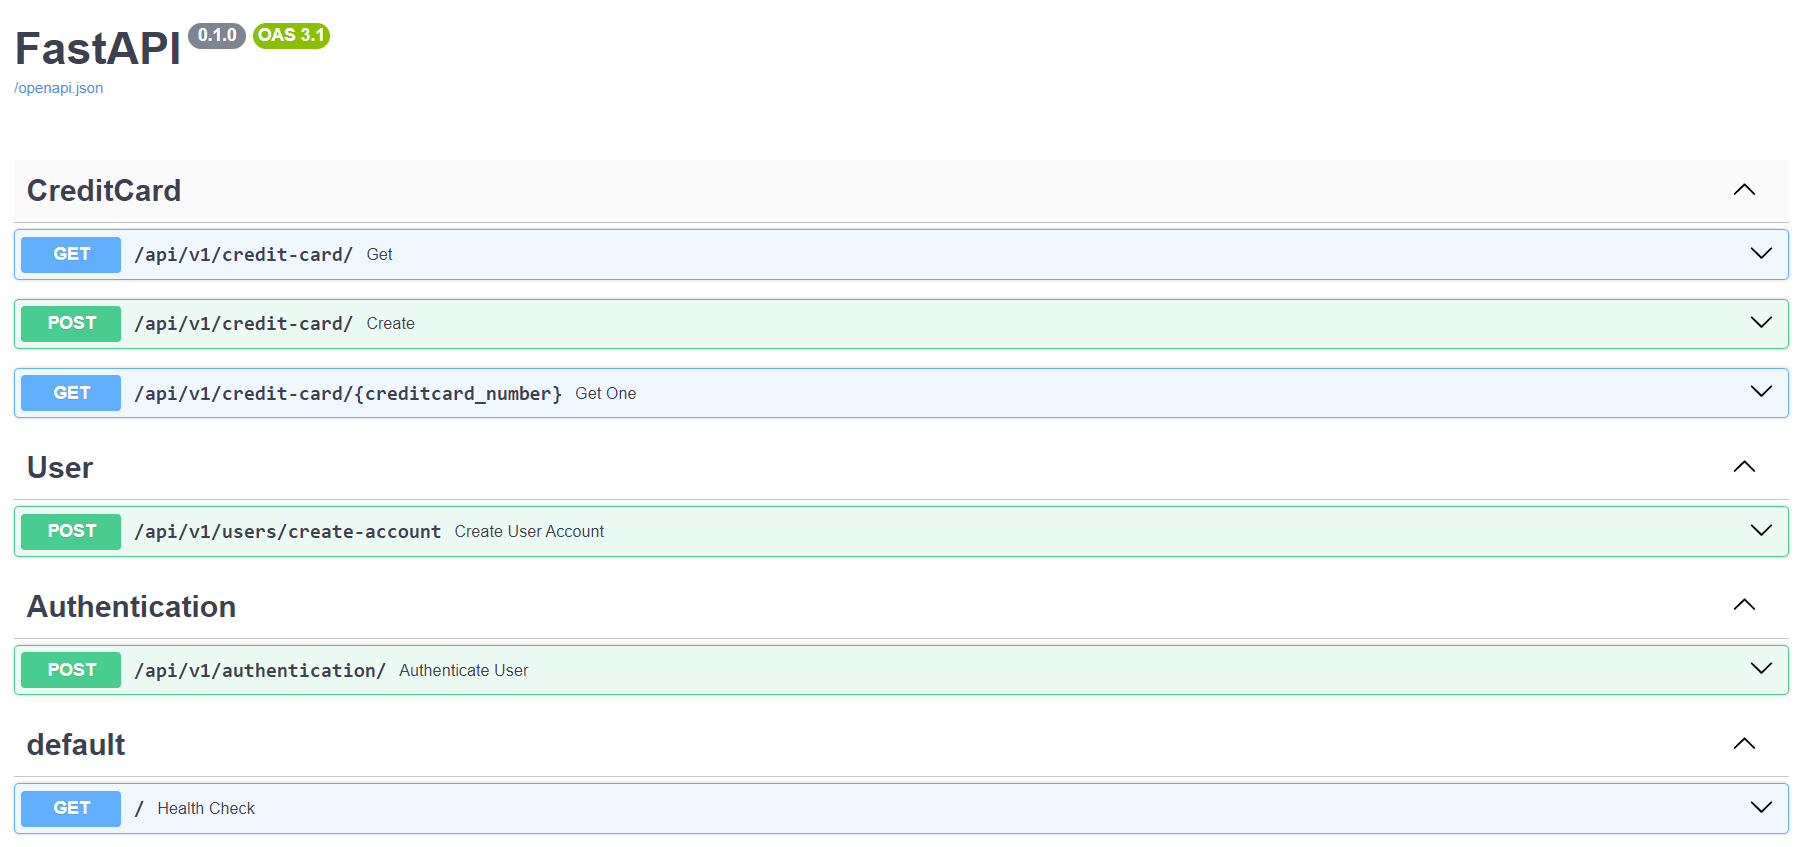 FastAPI 0.1.0 OAS 3.1
/openapi.json
CreditCard
GET /api/v1/credit-card/ Get
POST /api/v1/credit-card/ Create
GET /api/v1/credit-card/{creditcard_number} Get One
User
POST /api/v1/users/create-account Create User Account
Authentication
POST /api/v1/authentication/ Authenticate User
default
GET / Health Check